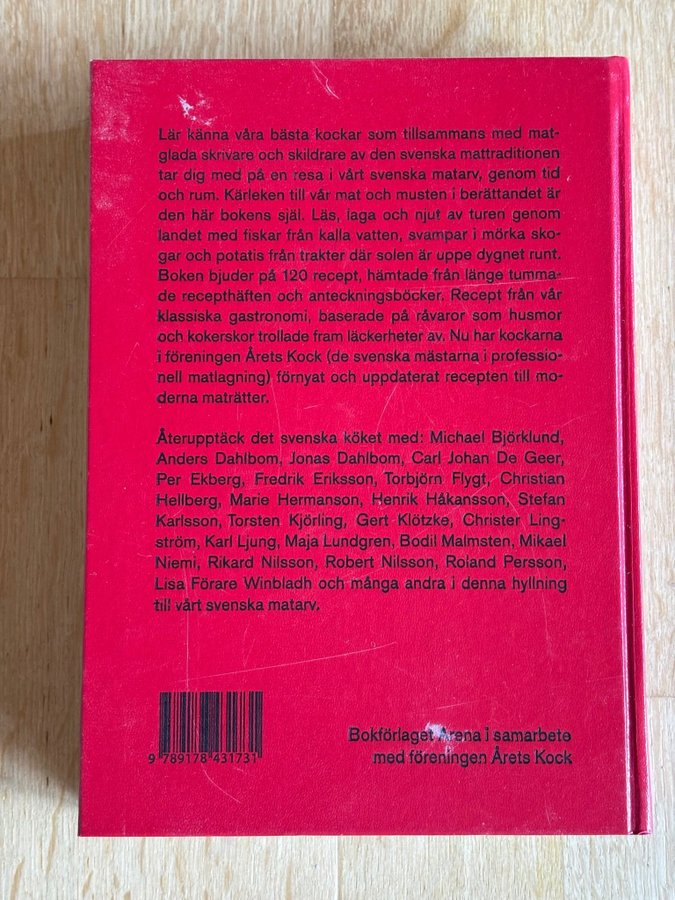 Lär känna våra bästa kockar som tillsammans med mat-
glada skrivare och skildrare av den svenska mattraditionen
tar dig med på en resa i vårt svenska matarv, genom tid
och rum. Kärleken till vår mat och musten i berättandet är
den här bokens själ. Läs, laga och njut av turen genom
landet med fiskar från kalla vatten, svampar i mörka sko-
gar och potatis från trakter där solen är uppe dygnet runt.
Boken bjuder på 120 recept, hämtade från länge tumma-
de recepthäften och anteckningsböcker. Recept från vår
klassiska gastronomi, baserade på råvaror som husmor
och kokerskor trollade fram läckerheter av. Nu har kockarna
i föreningen Årets Kock (de svenska mästarna i professio-
nell matlagning) förnyat och uppdaterat recepten till mo-
derna maträtter.
Återupptäck det svenska köket med: Michael Björklund,
Anders Dahlbom, Jonas Dahlbom, Carl Johan De Geer,
Per Ekberg, Fredrik Eriksson, Torbjörn Flygt, Christian
Hellberg, Marie Hermanson, Henrik Håkansson, Stefan
Karlsson, Torsten Kjörling, Gert Klötzke, Christer Ling-
ström, Karl Ljung, Maja Lundgren, Bodil Malmsten, Mikael
Niemi, Rikard Nilsson, Robert Nilsson, Roland Persson,
Lisa Förare Winbladh och många andra i denna hyllning
till vårt svenska matarv.
Bokförlaget Arena i samarbete
med föreningen Årets Kock
9 789178 431731